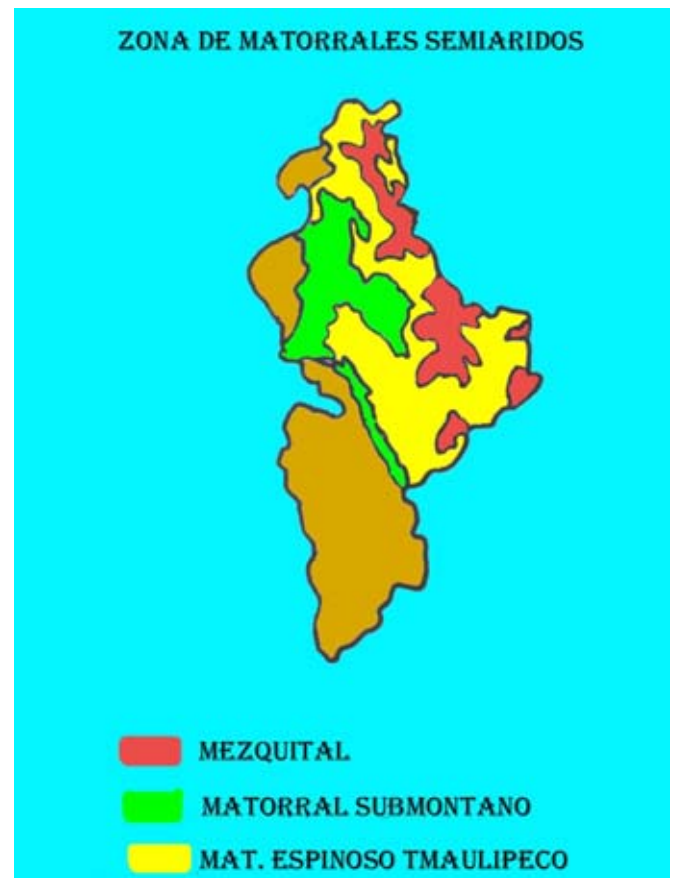 ZONA DE MATORRALES SEMIARIDOS
MEZQUITAL
MATORRAL SUBMONTANO
MAT. ESPINOSO TMAULIPECO